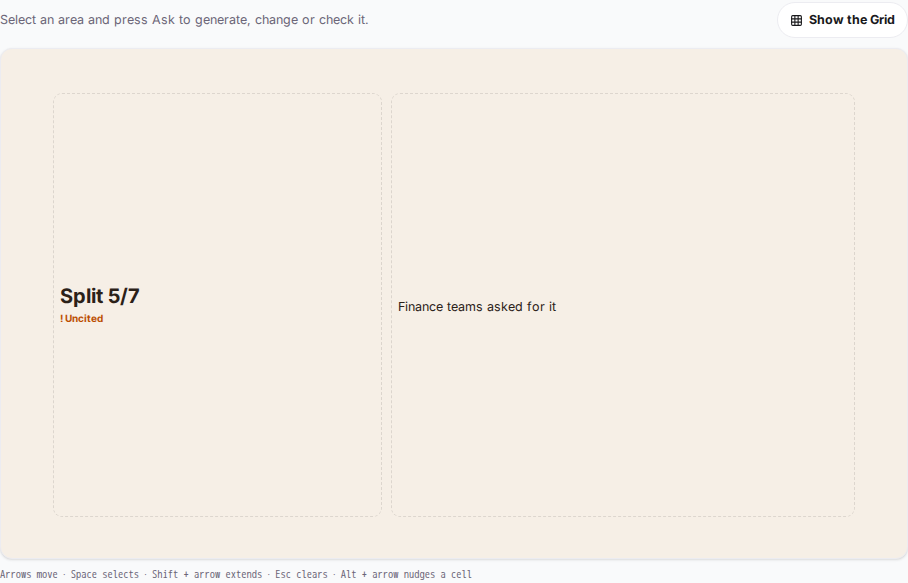 Select an area and press Ask to generate, change or check it.
Show the Grid
Split 5/7
! Uncited
Finance teams asked for it
Arrows move · Space selects · Shift + arrow extends · Esc clears · Alt + arrow nudges a cell